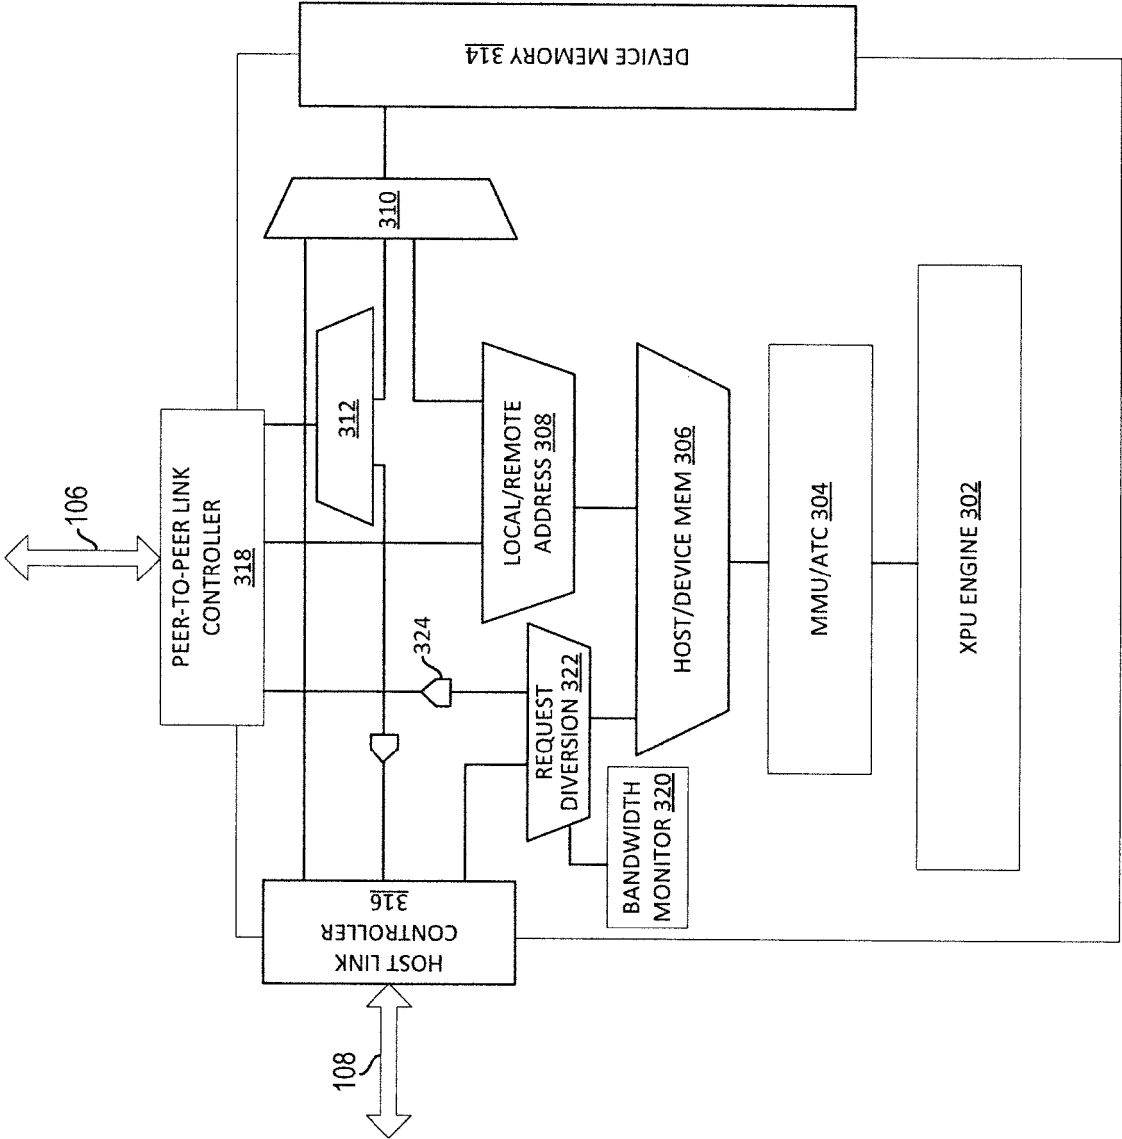 106
PEER-TO-PEER LINK
CONTROLLER
318
DEVICE MEMORY 314
310
312
324
LOCAL/REMOTE
ADDRESS 308
REQUEST
DIVERSION 322
HOST/DEVICE MEM 306
BANDWIDTH
MONITOR 320
MMU/ATC 304
XPU ENGINE 302
HOST LINK
CONTROLLER
316
108